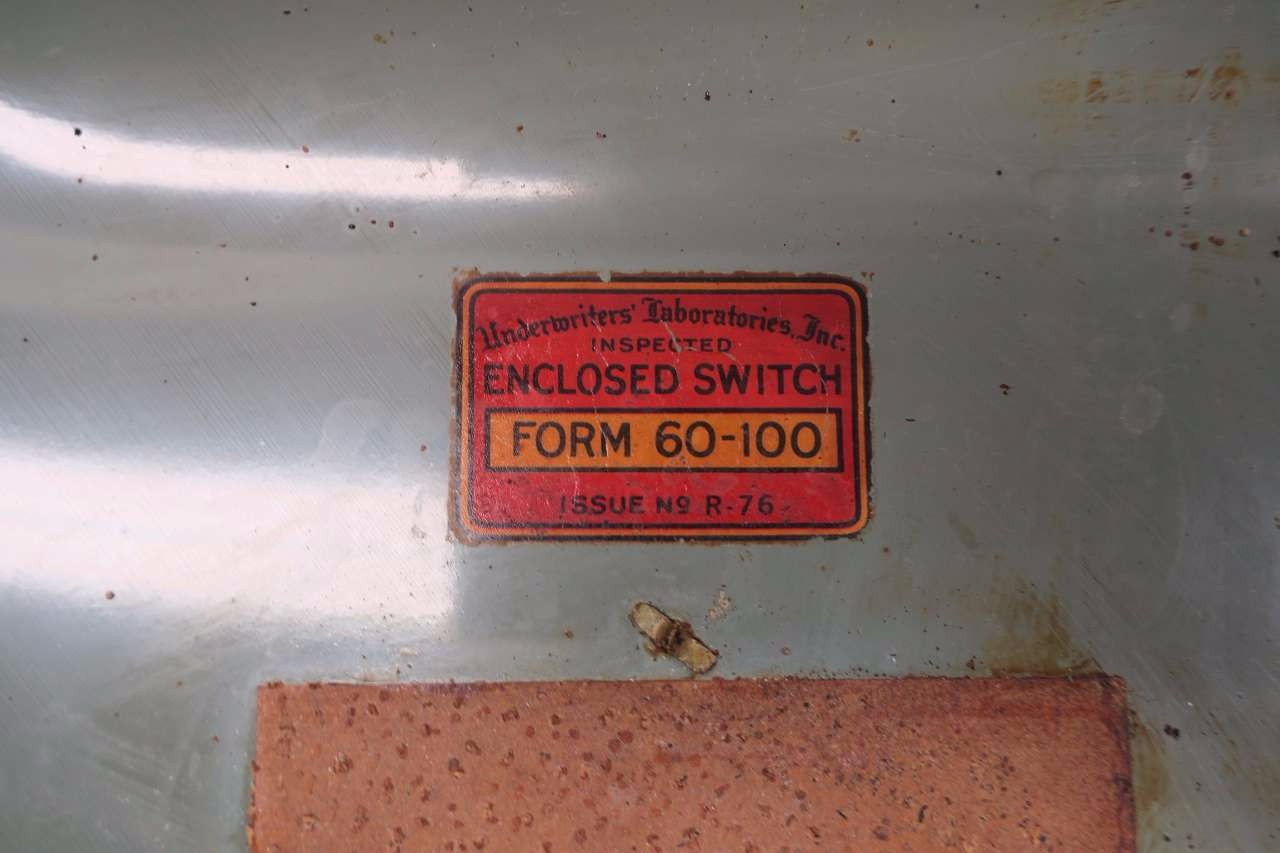 Underwriters' Laboratories, Inc.
INSPECTED
ENCLOSED SWITCH
FORM 60-100
ISSUE Nº R-76